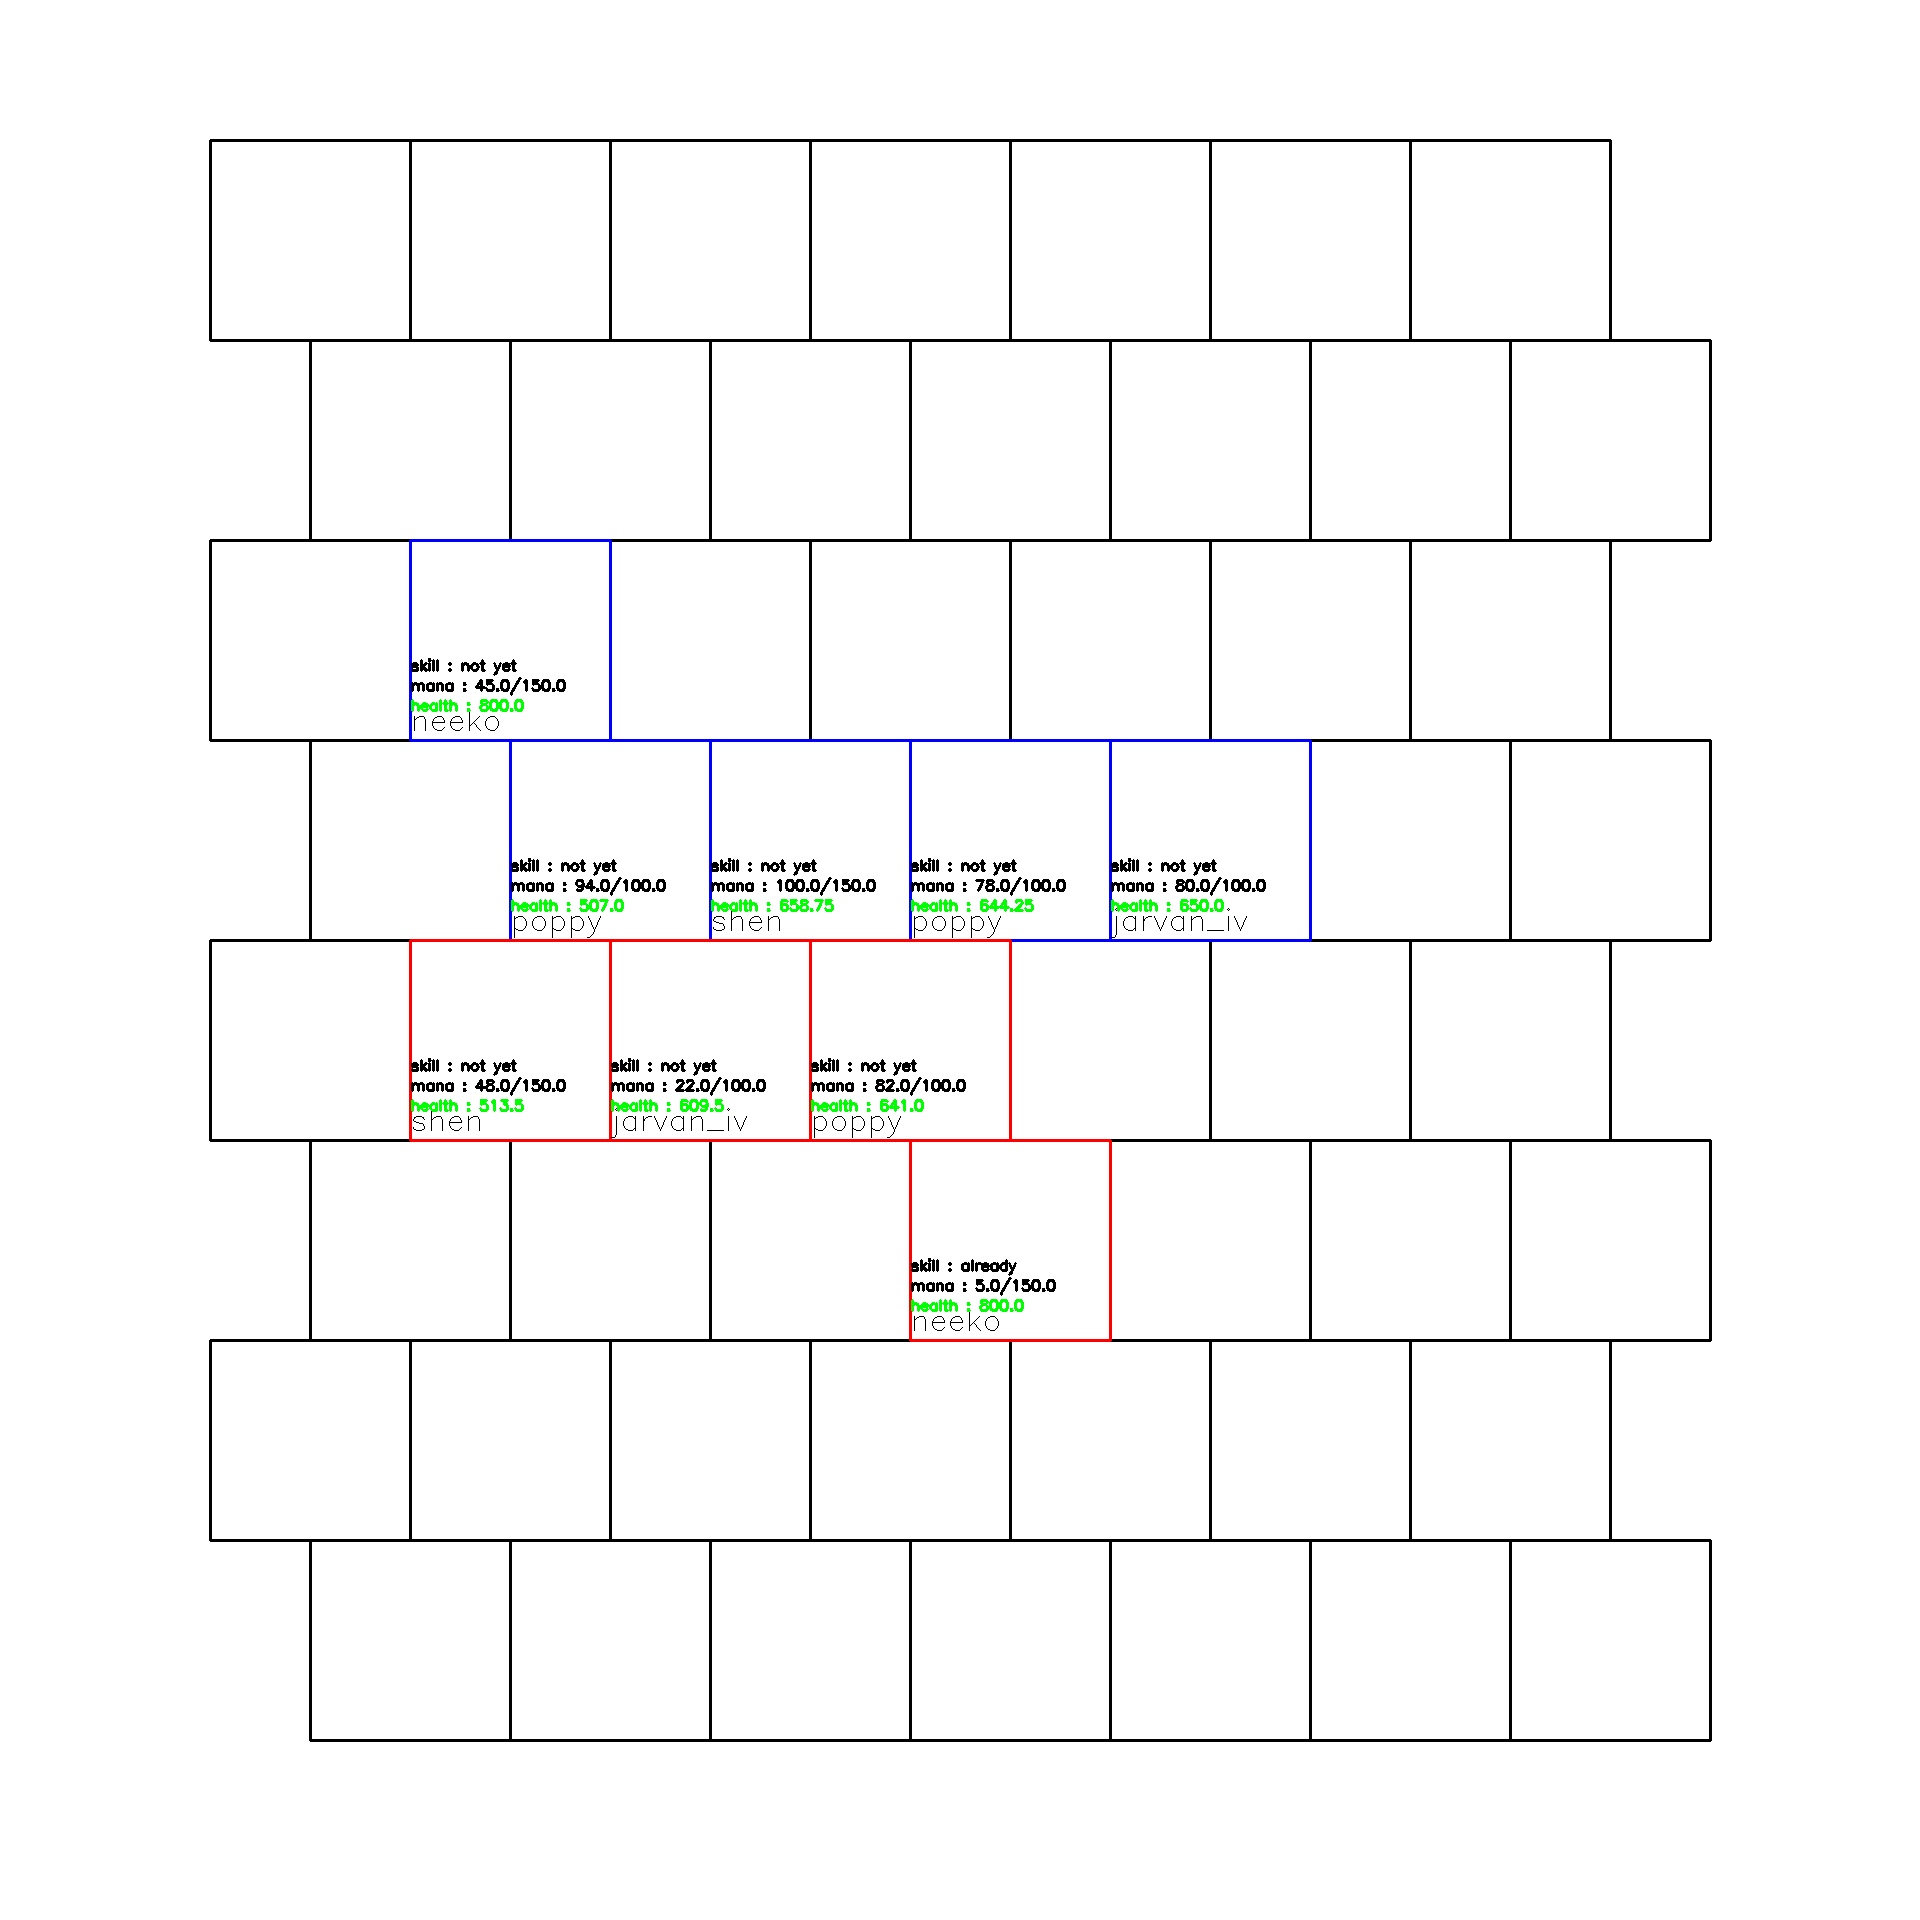 skill : not yet
mana : 45.0/150.0
health : 800.0
neeko
skill : not yet
mana : 94.0/100.0
health : 507.0
poppy
skill : not yet
mana : 100.0/150.0
health : 658.75
shen
skill : not yet
mana : 78.0/100.0
health : 644.25
poppy
skill : not yet
mana : 80.0/100.0
health : 650.0
jarvan_iv
skill : not yet
mana : 48.0/150.0
health : 513.5
shen
skill : not yet
mana : 22.0/100.0
health : 609.5
jarvan_iv
skill : not yet
mana : 82.0/100.0
health : 641.0
poppy
skill : already
mana : 5.0/150.0
health : 800.0
neeko